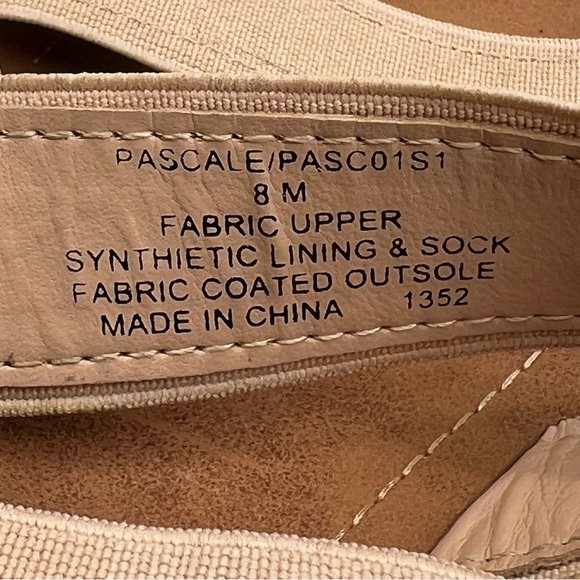 PASCALE/PASC01S1
8 M
FABRIC UPPER
SYNTHIETIC LINING & SOCK
FABRIC COATED OUTSOLE
MADE IN CHINA 1352